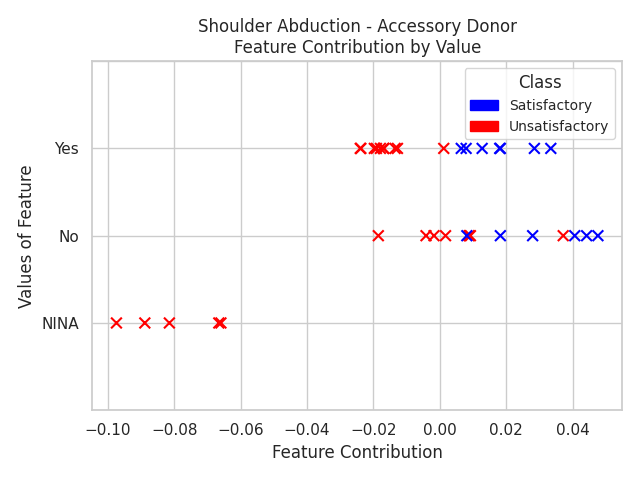 Shoulder Abduction - Accessory Donor
Feature Contribution by Value
Class
Satisfactory
Unsatisfactory
Values of Feature
Yes
No
NINA
−0.10 −0.08 −0.06 −0.04 −0.02 0.00 0.02 0.04
Feature Contribution